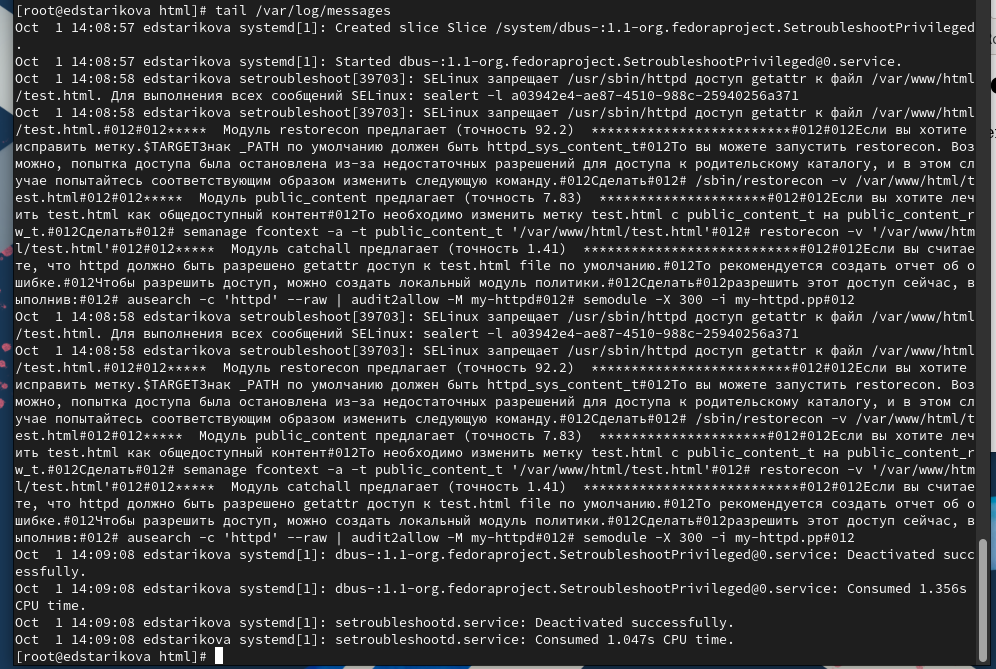 [root@edstarikova html]# tail /var/log/messages
Oct  1 14:08:57 edstarikova systemd[1]: Created slice Slice /system/dbus-:1.1-org.fedoraproject.SetroubleshootPrivileged
.
Oct  1 14:08:57 edstarikova systemd[1]: Started dbus-:1.1-org.fedoraproject.SetroubleshootPrivileged@0.service.
Oct  1 14:08:58 edstarikova setroubleshoot[39703]: SELinux запрещает /usr/sbin/httpd доступ getattr к файл /var/www/html
/test.html. Для выполнения всех сообщений SELinux: sealert -l a03942e4-ae87-4510-988c-25940256a371
Oct  1 14:08:58 edstarikova setroubleshoot[39703]: SELinux запрещает /usr/sbin/httpd доступ getattr к файл /var/www/html
/test.html.#012#012*****  Модуль restorecon предлагает (точность 92.2)  *************************#012#012Если вы хотите
исправить метку.$TARGETЗнак _PATH по умолчанию должен быть httpd_sys_content_t#012То вы можете запустить restorecon. Воз
можно, попытка доступа была остановлена из-за недостаточных разрешений для доступа к родительскому каталогу, и в этом сл
учае попытайтесь соответствующим образом изменить следующую команду.#012Сделать#012# /sbin/restorecon -v /var/www/html/t
est.html#012#012*****  Модуль public_content предлагает (точность 7.83)  *********************#012#012Если вы хотите леч
ить test.html как общедоступный контент#012То необходимо изменить метку test.html с public_content_t на public_content_r
w_t.#012Сделать#012# semanage fcontext -a -t public_content_t '/var/www/html/test.html'#012# restorecon -v '/var/www/htm
l/test.html'#012#012*****  Модуль catchall предлагает (точность 1.41)  ***************************#012#012Если вы считае
те, что httpd должно быть разрешено getattr доступ к test.html file по умолчанию.#012То рекомендуется создать отчет об о
шибке.#012Чтобы разрешить доступ, можно создать локальный модуль политики.#012Сделать#012разрешить этот доступ сейчас, в
ыполнив:#012# ausearch -c 'httpd' --raw | audit2allow -M my-httpd#012# semodule -X 300 -i my-httpd.pp#012
Oct  1 14:08:58 edstarikova setroubleshoot[39703]: SELinux запрещает /usr/sbin/httpd доступ getattr к файл /var/www/html
/test.html. Для выполнения всех сообщений SELinux: sealert -l a03942e4-ae87-4510-988c-25940256a371
Oct  1 14:08:58 edstarikova setroubleshoot[39703]: SELinux запрещает /usr/sbin/httpd доступ getattr к файл /var/www/html
/test.html.#012#012*****  Модуль restorecon предлагает (точность 92.2)  *************************#012#012Если вы хотите
исправить метку.$TARGETЗнак _PATH по умолчанию должен быть httpd_sys_content_t#012То вы можете запустить restorecon. Воз
можно, попытка доступа была остановлена из-за недостаточных разрешений для доступа к родительскому каталогу, и в этом сл
учае попытайтесь соответствующим образом изменить следующую команду.#012Сделать#012# /sbin/restorecon -v /var/www/html/t
est.html#012#012*****  Модуль public_content предлагает (точность 7.83)  *********************#012#012Если вы хотите леч
ить test.html как общедоступный контент#012То необходимо изменить метку test.html с public_content_t на public_content_r
w_t.#012Сделать#012# semanage fcontext -a -t public_content_t '/var/www/html/test.html'#012# restorecon -v '/var/www/htm
l/test.html'#012#012*****  Модуль catchall предлагает (точность 1.41)  ***************************#012#012Если вы считае
те, что httpd должно быть разрешено getattr доступ к test.html file по умолчанию.#012То рекомендуется создать отчет об о
шибке.#012Чтобы разрешить доступ, можно создать локальный модуль политики.#012Сделать#012разрешить этот доступ сейчас, в
ыполнив:#012# ausearch -c 'httpd' --raw | audit2allow -M my-httpd#012# semodule -X 300 -i my-httpd.pp#012
Oct  1 14:09:08 edstarikova systemd[1]: dbus-:1.1-org.fedoraproject.SetroubleshootPrivileged@0.service: Deactivated succ
essfully.
Oct  1 14:09:08 edstarikova systemd[1]: dbus-:1.1-org.fedoraproject.SetroubleshootPrivileged@0.service: Consumed 1.356s
CPU time.
Oct  1 14:09:08 edstarikova systemd[1]: setroubleshootd.service: Deactivated successfully.
Oct  1 14:09:08 edstarikova systemd[1]: setroubleshootd.service: Consumed 1.047s CPU time.
[root@edstarikova html]#